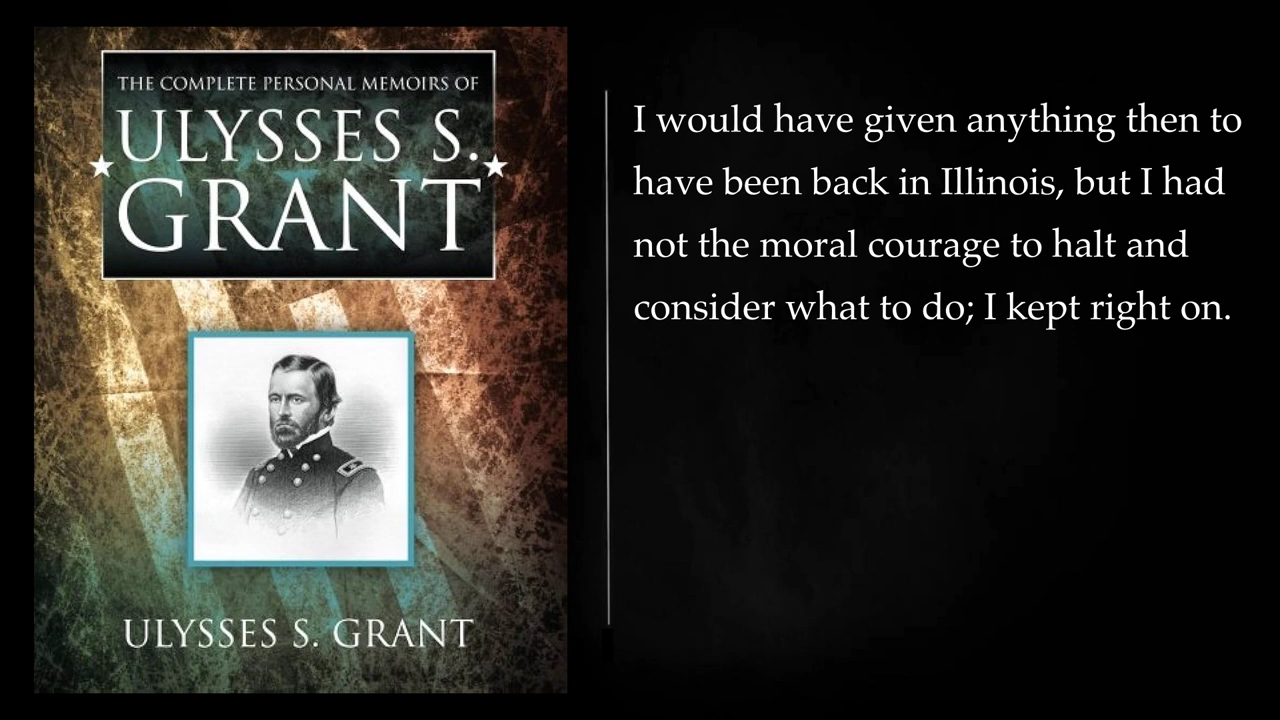 THE COMPLETE PERSONAL MEMOIRS OF
ULYSSES S.
GRANT
ULYSSES S. GRANT
I would have given anything then to
have been back in Illinois, but I had
not the moral courage to halt and
consider what to do; I kept right on.